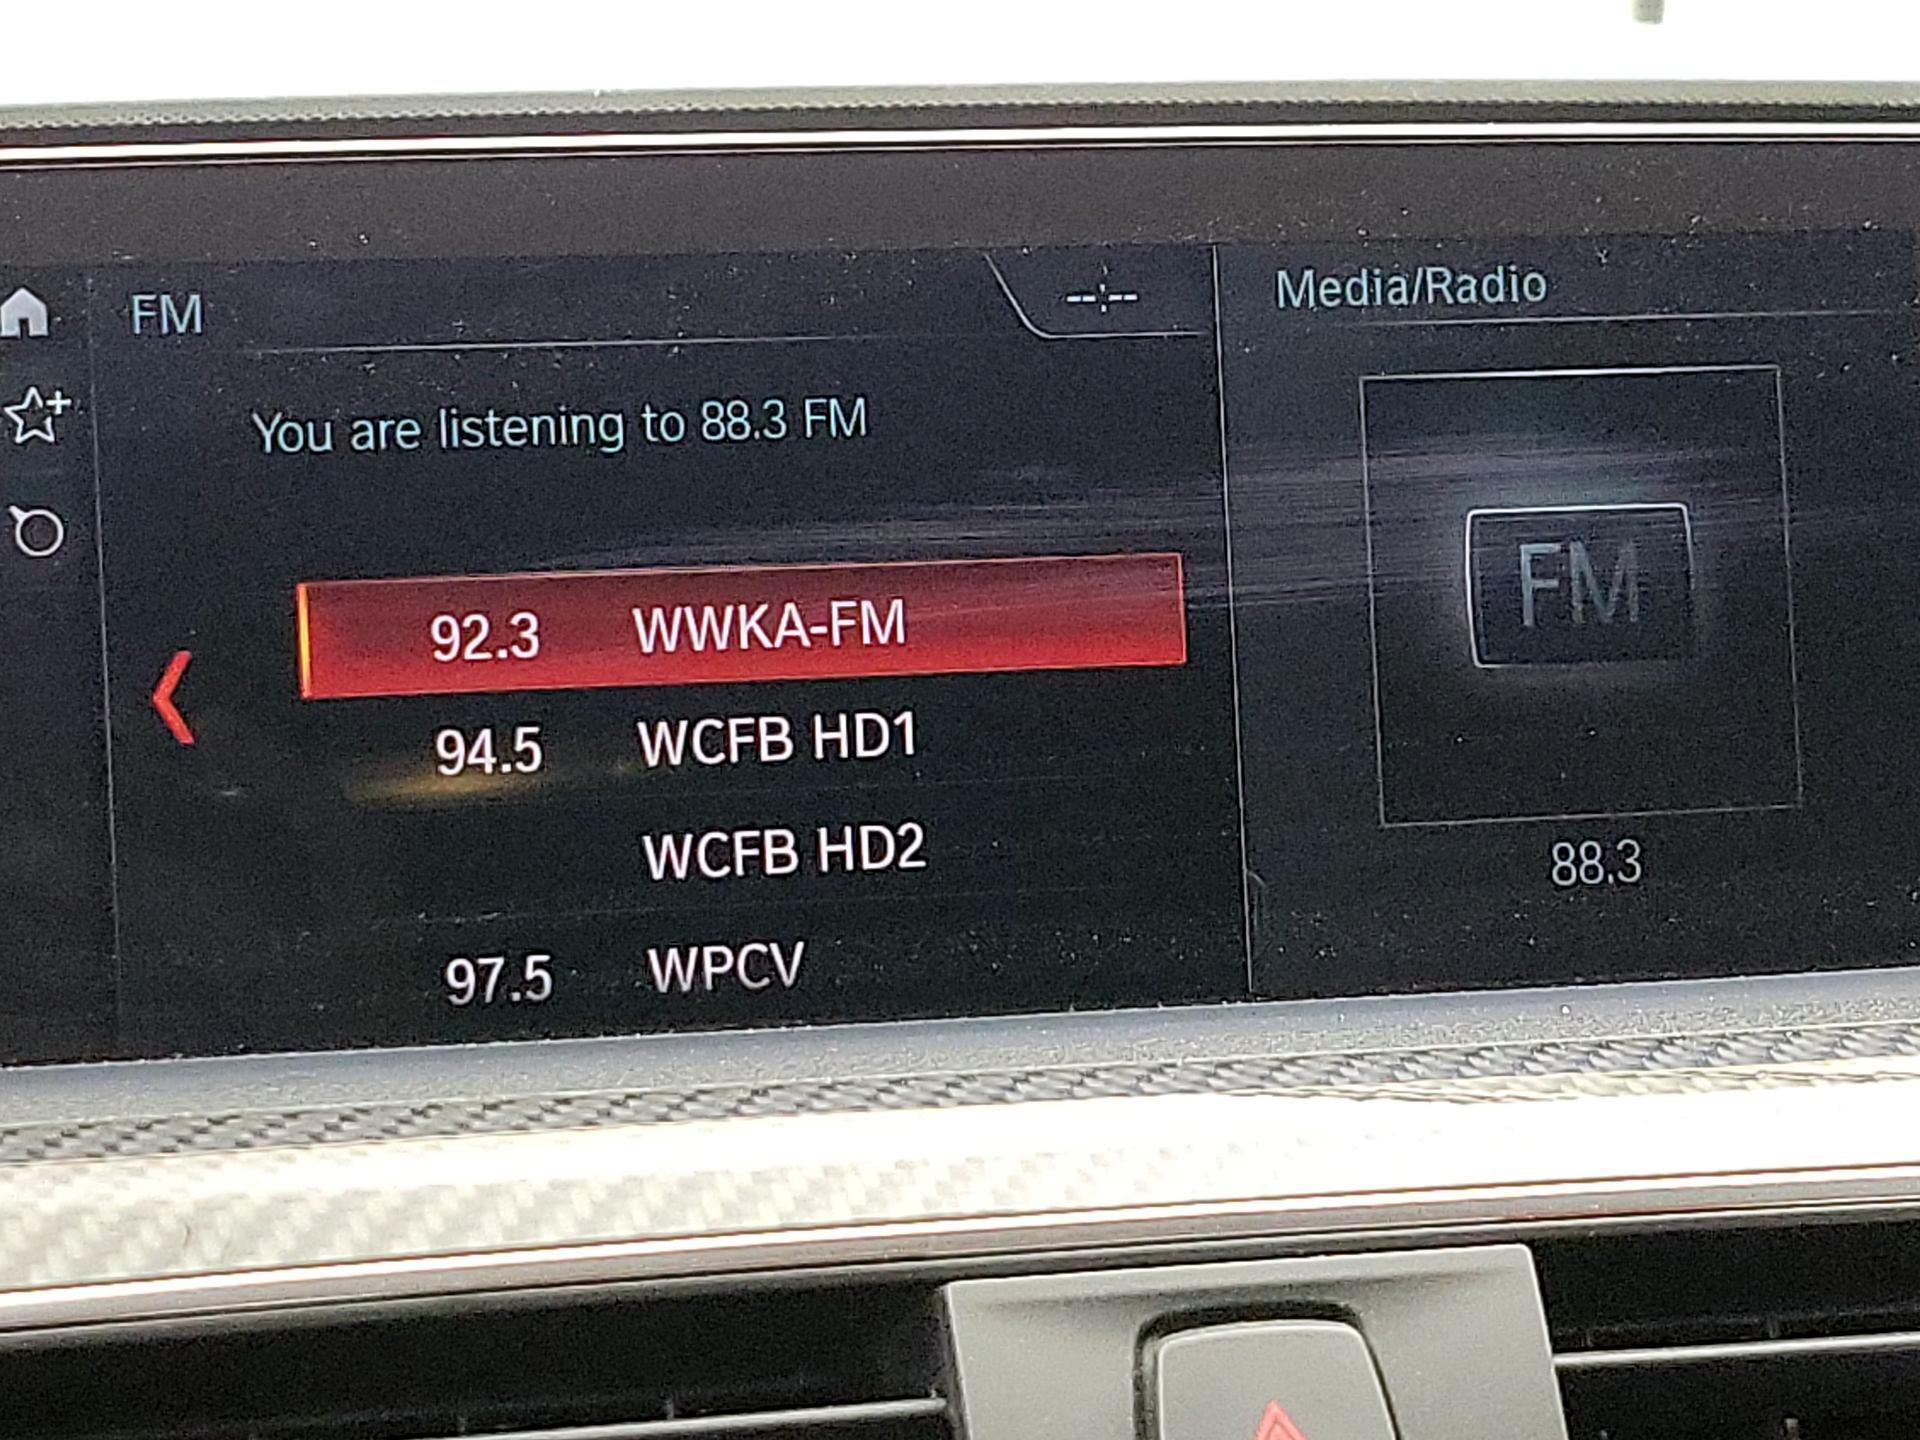 FM
--:--
Media/Radio
You are listening to 88.3 FM
FM
92.3 WWKA-FM
94.5 WCFB HD1
WCFB HD2
97.5 WPCV
88.3